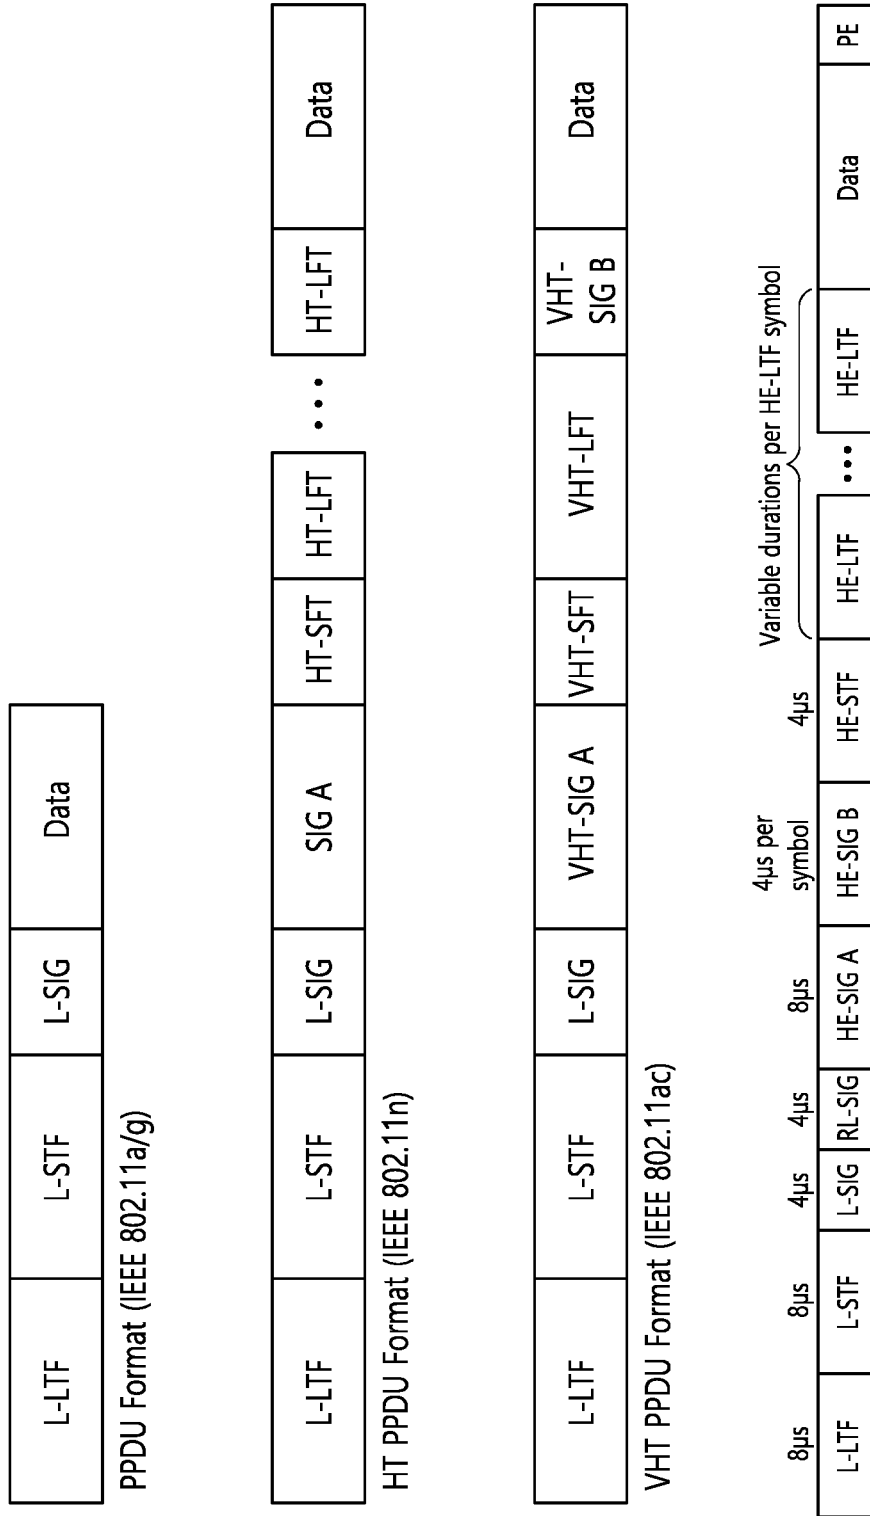 L-LTF L-STF L-SIG Data
PPDU Format (IEEE 802.11a/g)
L-LTF L-STF L-SIG SIG A HT-SFT HT-LFT ••• HT-LFT Data
HT PPDU Format (IEEE 802.11n)
L-LTF L-STF L-SIG VHT-SIG A VHT-SFT VHT-LFT VHT-
SIG B Data
VHT PPDU Format (IEEE 802.11ac)
8µs 8µs 4µs 4µs 8µs 4µs per
symbol 4µs Variable durations per HE-LTF symbol
L-LTF L-STF L-SIG RL-SIG HE-SIG A HE-SIG B HE-STF HE-LTF ••• HE-LTF Data PE